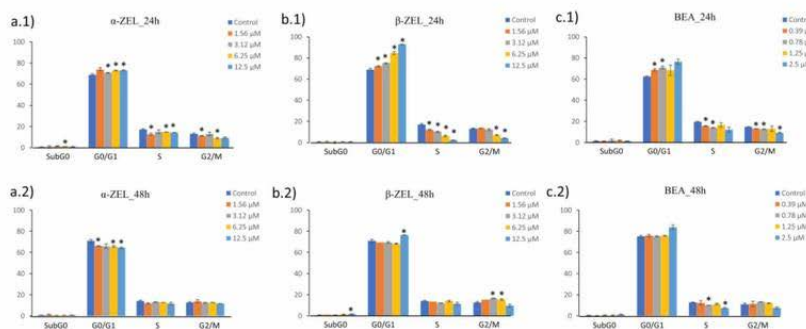 a.1)
α-ZEL_24h
100
80
60
40
20
0
SubG0 G0/G1 S G2/M
* * * * * * * * * *
Control
1.56 µM
3.12 µM
6.25 µM
12.5 µM
b.1)
β-ZEL_24h
100
80
60
40
20
0
SubG0 G0/G1 S G2/M
* * * * * * * * * *
Control
1.56 µM
3.12 µM
6.25 µM
12.5 µM
c.1)
BEA_24h
100
80
60
40
20
0
SubG0 G0/G1 S G2/M
* * * * * * *
Control
0.39 µM
0.78 µM
1.25 µM
2.5 µM
a.2)
α-ZEL_48h
100
80
60
40
20
0
SubG0 G0/G1 S G2/M
* * *
Control
1.56 µM
3.12 µM
6.25 µM
12.5 µM
b.2)
β-ZEL_48h
100
80
60
40
20
0
SubG0 G0/G1 S G2/M
* * * *
Control
1.56 µM
3.12 µM
6.25 µM
12.5 µM
c.2)
BEA_48h
100
80
60
40
20
0
SubG0 G0/G1 S G2/M
* *
Control
0.39 µM
0.78 µM
1.25 µM
2.5 µM